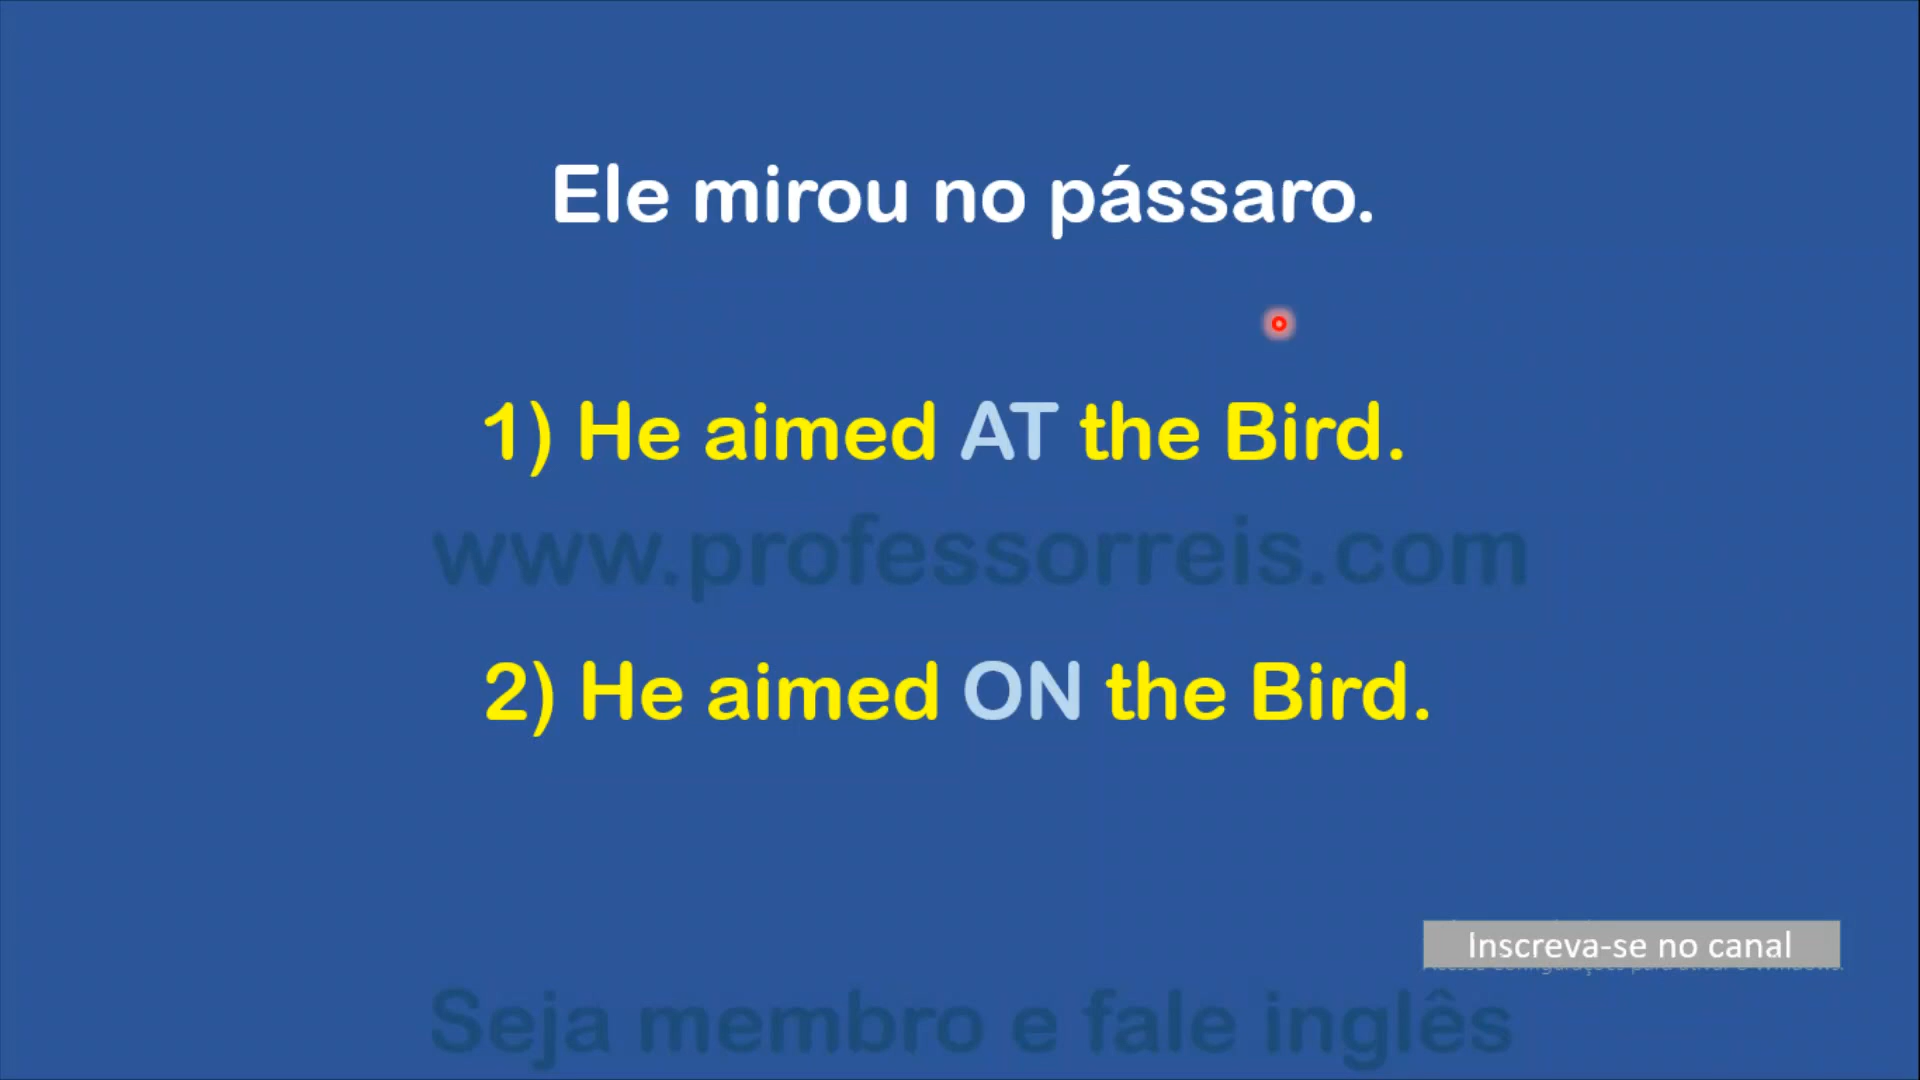 Ele mirou no pássaro.
1) He aimed AT the Bird.
www.professorreis.com
2) He aimed ON the Bird.
Inscreva-se no canal
Seja membro e fale inglês